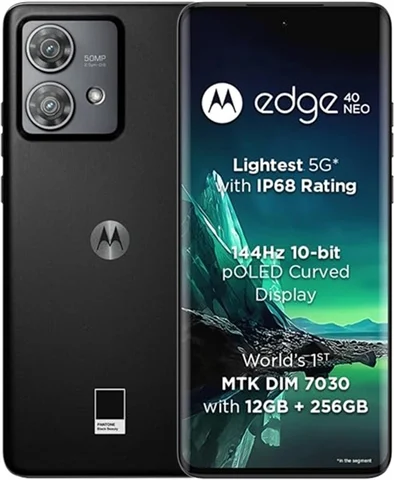 50MP
edge 40 NEO
Lightest 5G*
with IP68 Rating
144Hz 10-bit
pOLED Curved
Display
World's 1ST
MTK DIM 7030
with 12GB + 256GB
*in the segment
PANTONE
Black Beauty